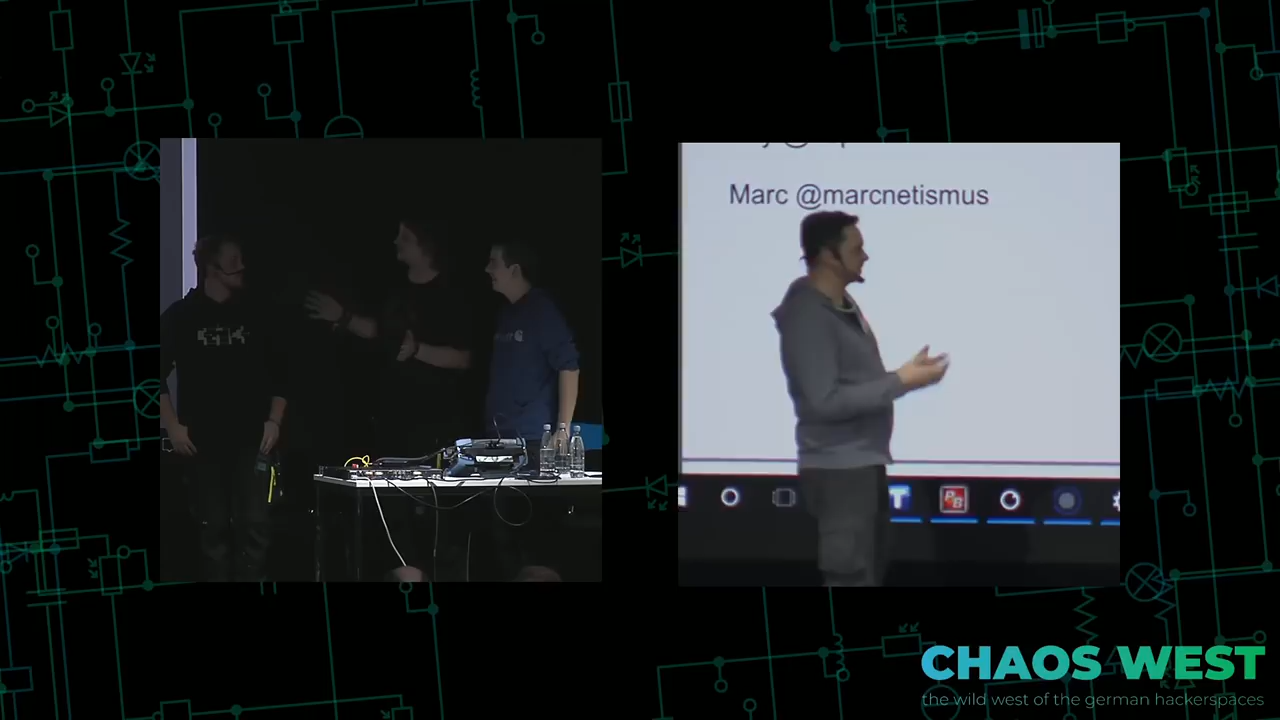 Marc @marcnetismus
CHAOS WEST
the wild west of the german hackerspaces